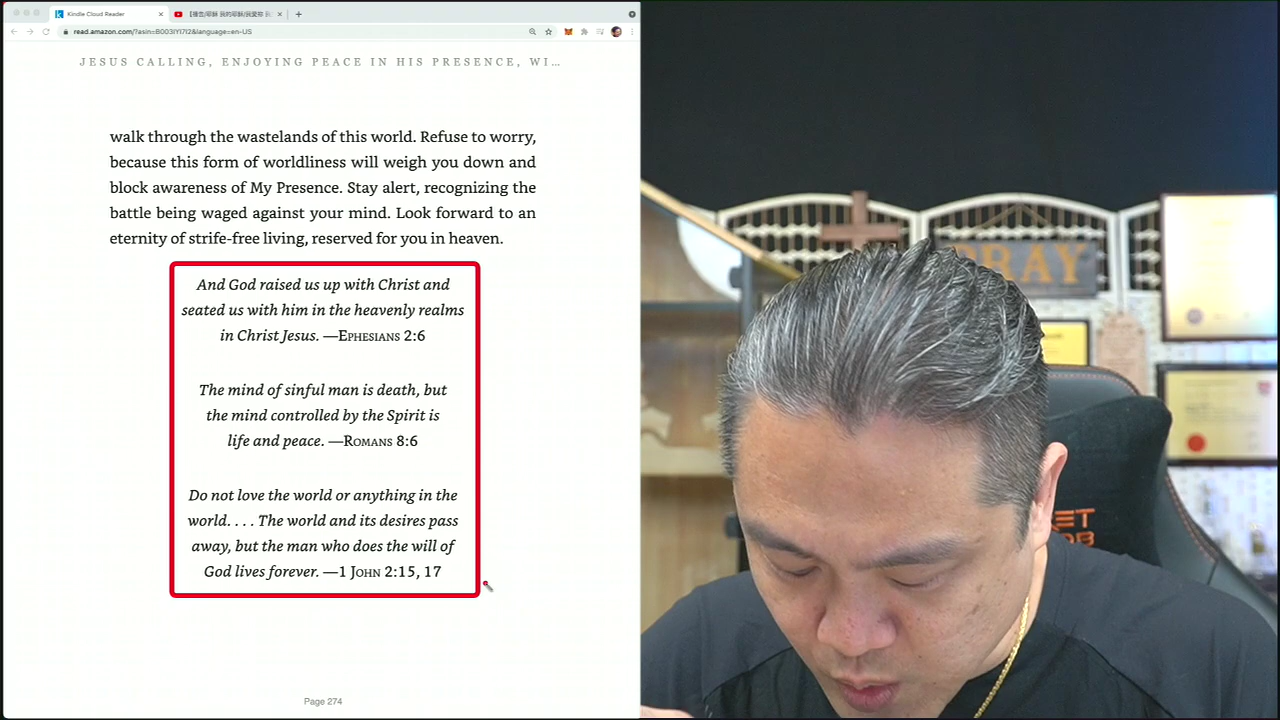 Kindle Cloud Reader
read.amazon.com/?asin=B003IYI7I2&language=en-US
JESUS CALLING, ENJOYING PEACE IN HIS PRESENCE, WI…
walk through the wastelands of this world. Refuse to worry,
because this form of worldliness will weigh you down and
block awareness of My Presence. Stay alert, recognizing the
battle being waged against your mind. Look forward to an
eternity of strife-free living, reserved for you in heaven.
And God raised us up with Christ and
seated us with him in the heavenly realms
in Christ Jesus. —Ephesians 2:6
The mind of sinful man is death, but
the mind controlled by the Spirit is
life and peace. —Romans 8:6
Do not love the world or anything in the
world. . . . The world and its desires pass
away, but the man who does the will of
God lives forever. —1 John 2:15, 17
Page 274
PRAY